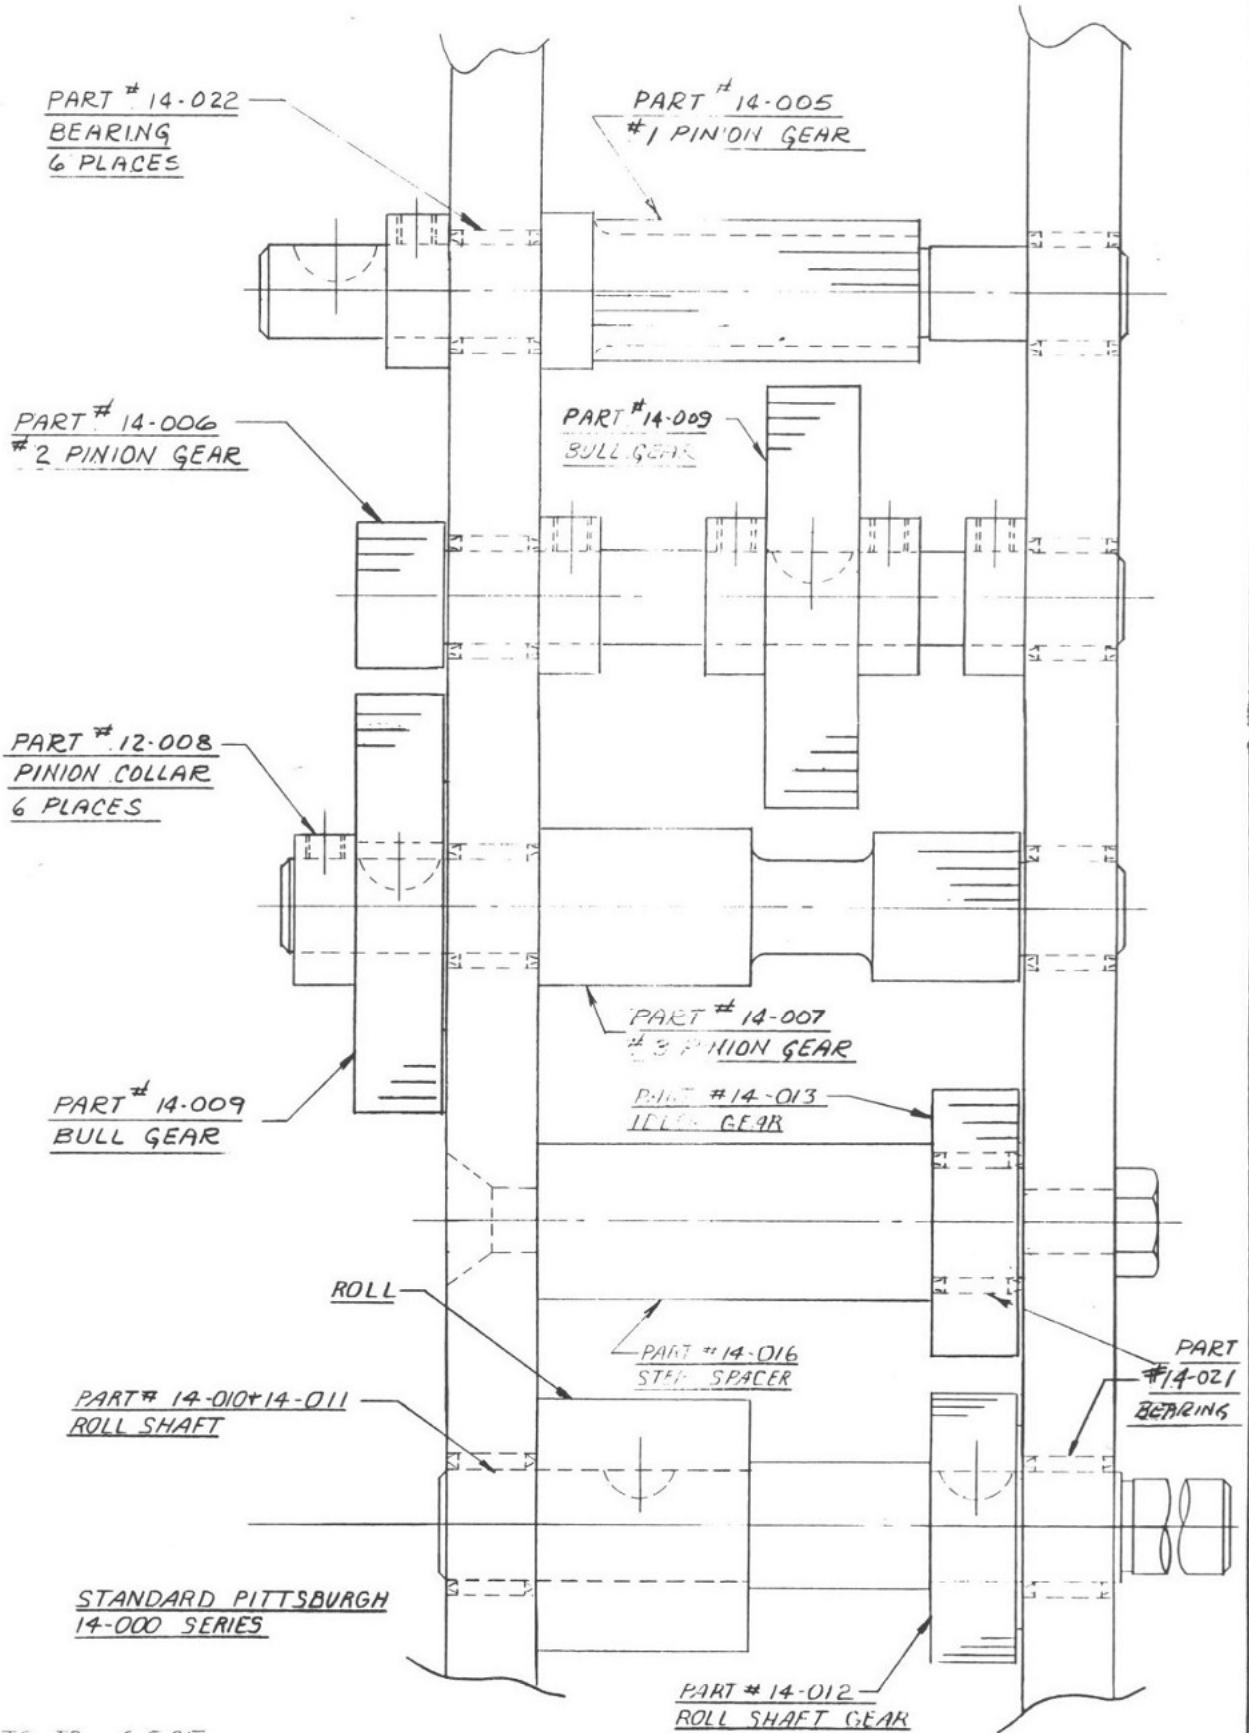 PART # 14-022
BEARING
6 PLACES
PART # 14-005
#1 PINION GEAR
PART # 14-006
#2 PINION GEAR
PART # 14-009
BULL GEAR
PART # 12-008
PINION COLLAR
6 PLACES
PART # 14-007
#3 PINION GEAR
PART # 14-009
BULL GEAR
PART # 14-013
IDLER GEAR
ROLL
PART # 14-016
STEP SPACER
PART
#14-021
BEARING
PART# 14-010+14-011
ROLL SHAFT
STANDARD PITTSBURGH
14-000 SERIES
PART # 14-012
ROLL SHAFT GEAR